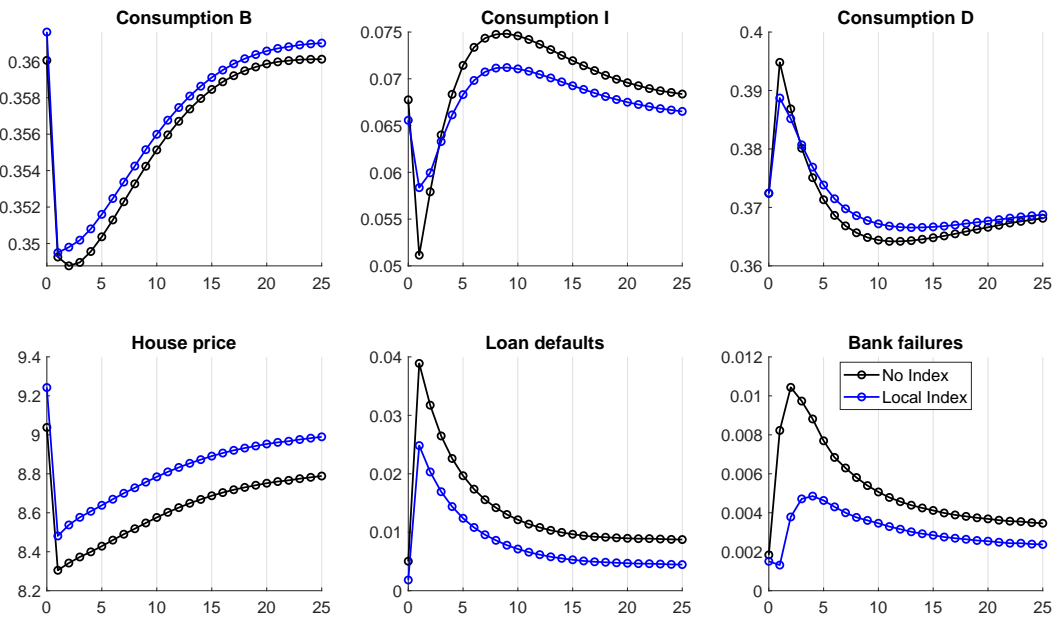 Consumption B
Consumption I
Consumption D
0.36
0.358
0.356
0.354
0.352
0.35
0 5 10 15 20 25
0.075
0.07
0.065
0.06
0.055
0.05
0 5 10 15 20 25
0.4
0.39
0.38
0.37
0.36
0 5 10 15 20 25
House price
Loan defaults
Bank failures
9.4
9.2
9
8.8
8.6
8.4
8.2
0 5 10 15 20 25
0.04
0.03
0.02
0.01
0
0 5 10 15 20 25
0.012
0.01
0.008
0.006
0.004
0.002
0
0 5 10 15 20 25
No Index
Local Index